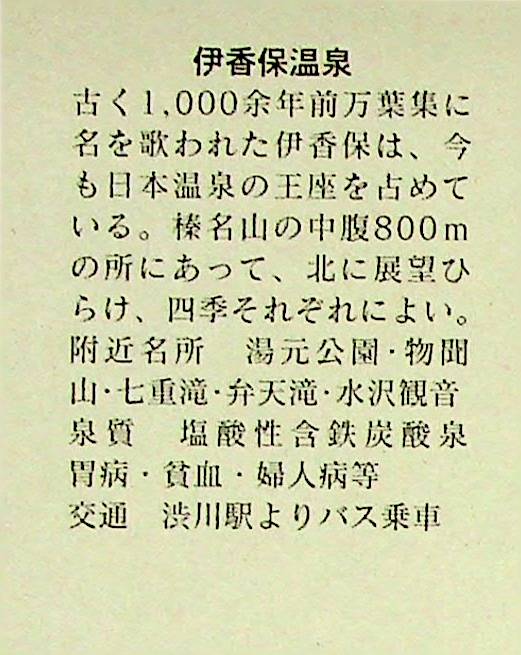 伊香保温泉
古く1,000余年前万葉集に
名を歌われた伊香保は、今
も日本温泉の王座を占めて
いる。榛名山の中腹800m
の所にあって、北に展望ひ
らけ、四季それぞれによい。
附近名所　湯元公園・物聞
山・七重滝・弁天滝・水沢観音
泉質　塩酸性含鉄炭酸泉
胃病・貧血・婦人病等
交通　渋川駅よりバス乗車